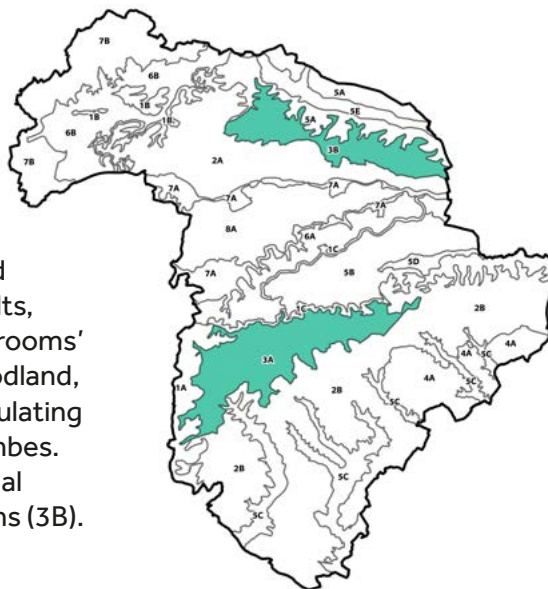 7B
6B
5A
1B
1B
5E
1B
5A
6B
3B
2A
7B
7A
7A
7A
7A
8A
6A
1C
d
5D
7A
5B
lts,
2B
rooms'
4A
5C
4A
odland,
3A
1A
4A
5C
ulating
2B
5C
nbes.
2B
al
5C
ns (3B).
5C